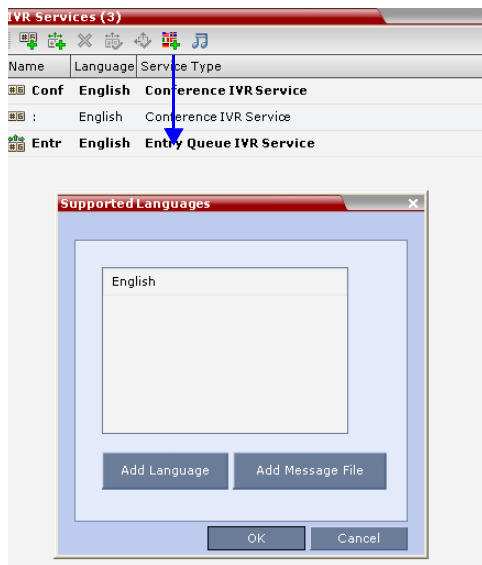 IVR Services (3)
Name Language Service Type
Conf English Conference IVR Service
: English Conference IVR Service
Entr English Entry Queue IVR Service
Supported Languages
English
Add Language Add Message File
OK Cancel